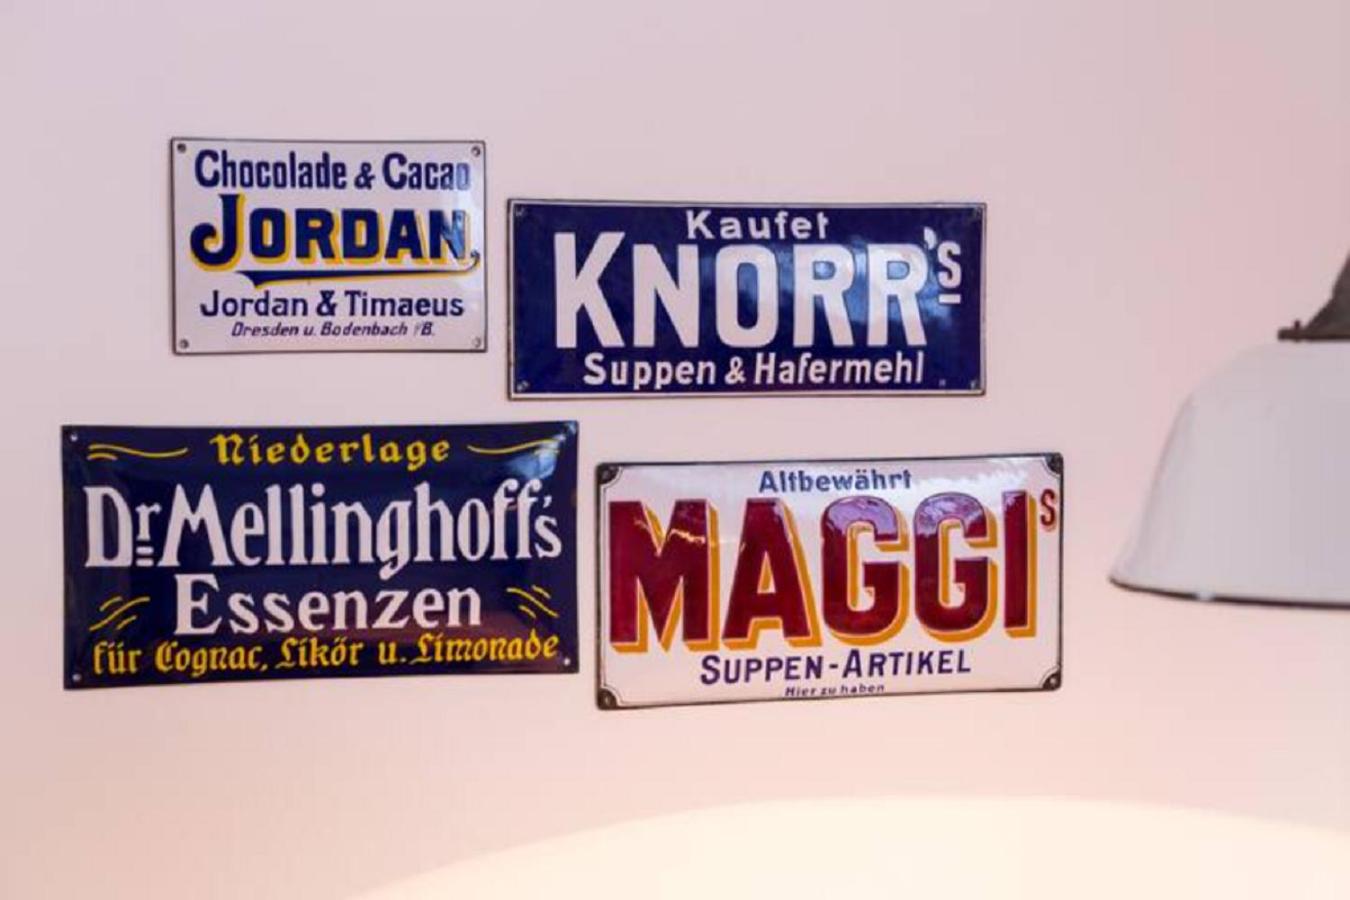 Chocolade & Cacao
JORDAN
Jordan & Timaeus
Dresden u. Bodenbach i/B.
Kaufet
KNORR's
Suppen & Hafermehl
Niederlage
Dr Mellinghoff's
Essenzen
für Cognac, Likör u. Limonade
Altbewährt
MAGGIs
SUPPEN-ARTIKEL
Hier zu haben